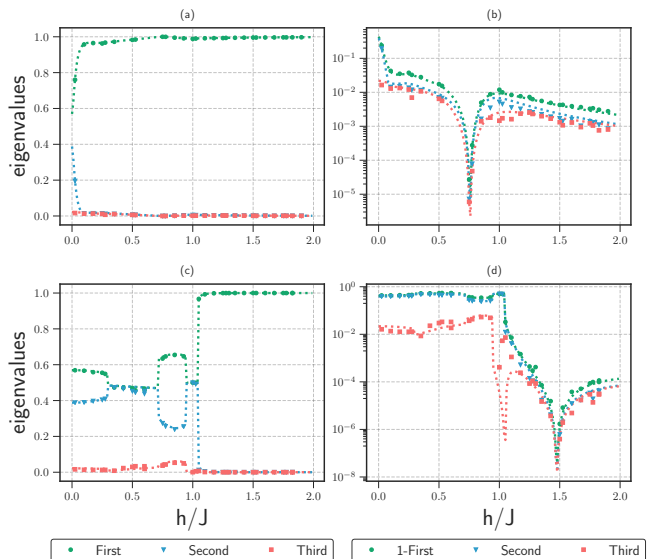 (a)
(b)
eigenvalues
1.0
0.8
0.6
0.4
0.2
0.0
0.0 0.5 1.0 1.5 2.0
10⁻¹
10⁻²
10⁻³
10⁻⁴
10⁻⁵
0.0 0.5 1.0 1.5 2.0
(c)
(d)
eigenvalues
1.0
0.8
0.6
0.4
0.2
0.0
0.0 0.5 1.0 1.5 2.0
h/J
10⁰
10⁻²
10⁻⁴
10⁻⁶
10⁻⁸
0.0 0.5 1.0 1.5 2.0
h/J
First Second Third
1-First Second Third